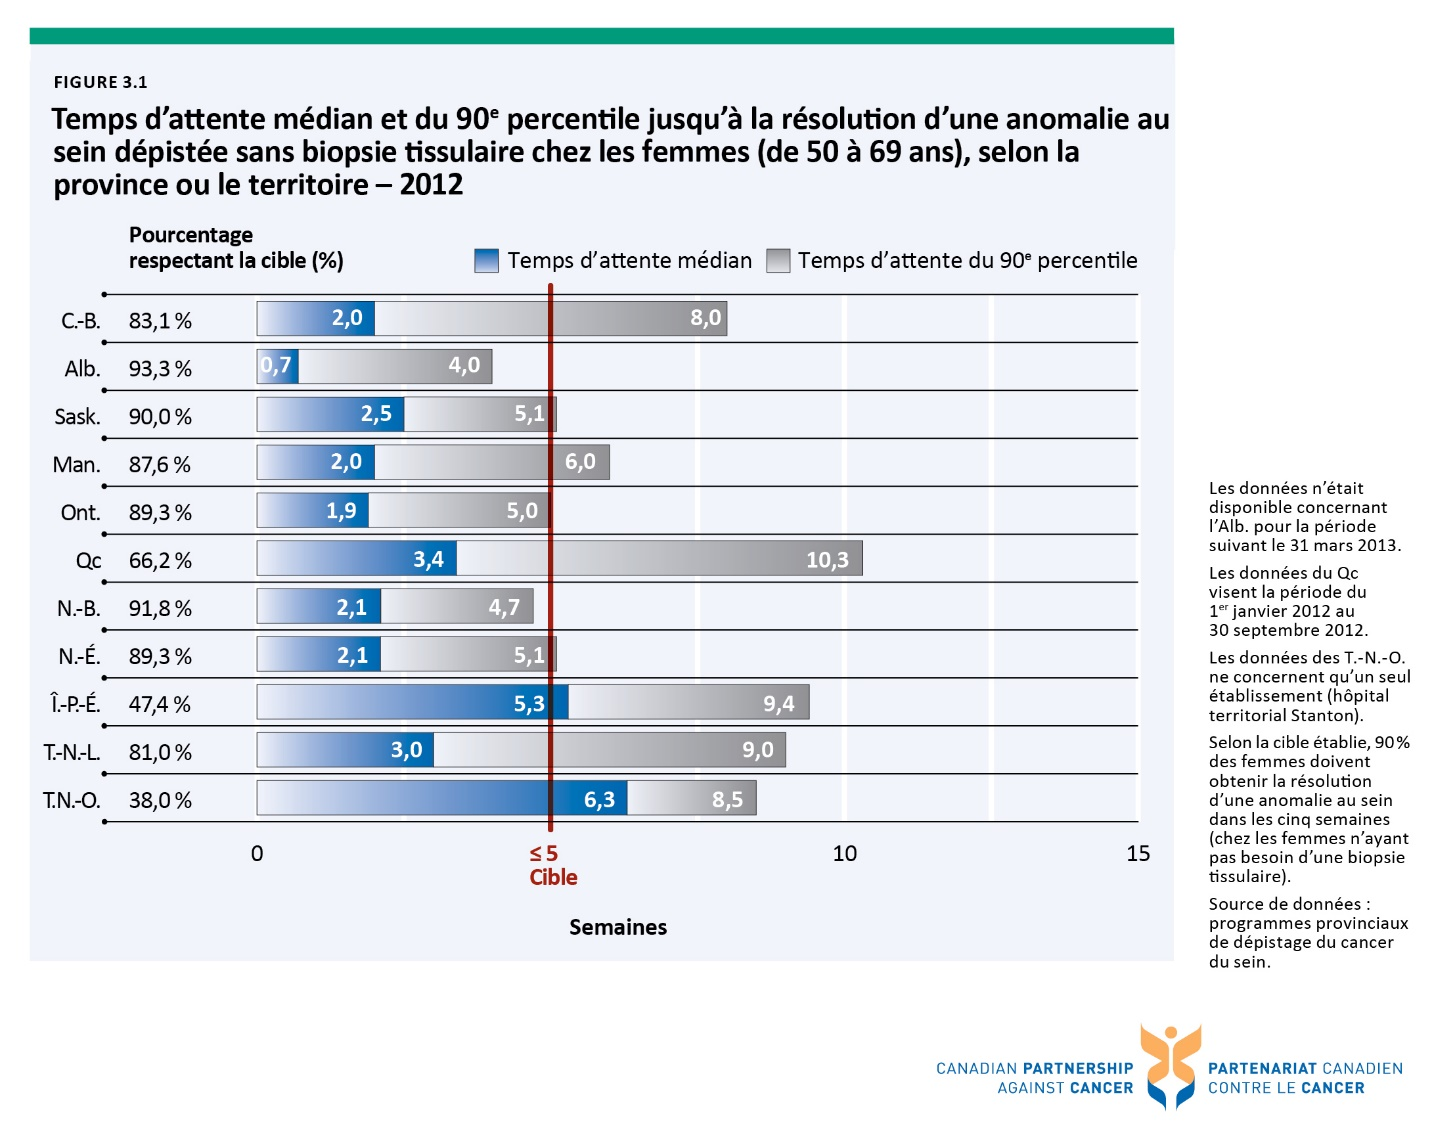 FIGURE 3.1
Temps d’attente médian et du 90e percentile jusqu’à la résolution d’une anomalie au
sein dépistée sans biopsie tissulaire chez les femmes (de 50 à 69 ans), selon la
province ou le territoire – 2012
Pourcentage
respectant la cible (%)
Temps d’attente médian
Temps d’attente du 90e percentile
C.-B. 83,1 % 2,0 8,0
Alb. 93,3 % 0,7 4,0
Sask. 90,0 % 2,5 5,1
Man. 87,6 % 2,0 6,0
Ont. 89,3 % 1,9 5,0
Qc 66,2 % 3,4 10,3
N.-B. 91,8 % 2,1 4,7
N.-É. 89,3 % 2,1 5,1
Î.-P.-É. 47,4 % 5,3 9,4
T.-N.-L. 81,0 % 3,0 9,0
T.N.-O. 38,0 % 6,3 8,5
0 ≤ 5 10 15
Cible
Semaines
Les données n’était
disponible concernant
l’Alb. pour la période
suivant le 31 mars 2013.
Les données du Qc
visent la période du
1er janvier 2012 au
30 septembre 2012.
Les données des T.-N.-O.
ne concernent qu’un seul
établissement (hôpital
territorial Stanton).
Selon la cible établie, 90%
des femmes doivent
obtenir la résolution
d’une anomalie au sein
dans les cinq semaines
(chez les femmes n’ayant
pas besoin d’une biopsie
tissulaire).
Source de données :
programmes provinciaux
de dépistage du cancer
du sein.
CANADIAN PARTNERSHIP
AGAINST CANCER
PARTENARIAT CANADIEN
CONTRE LE CANCER